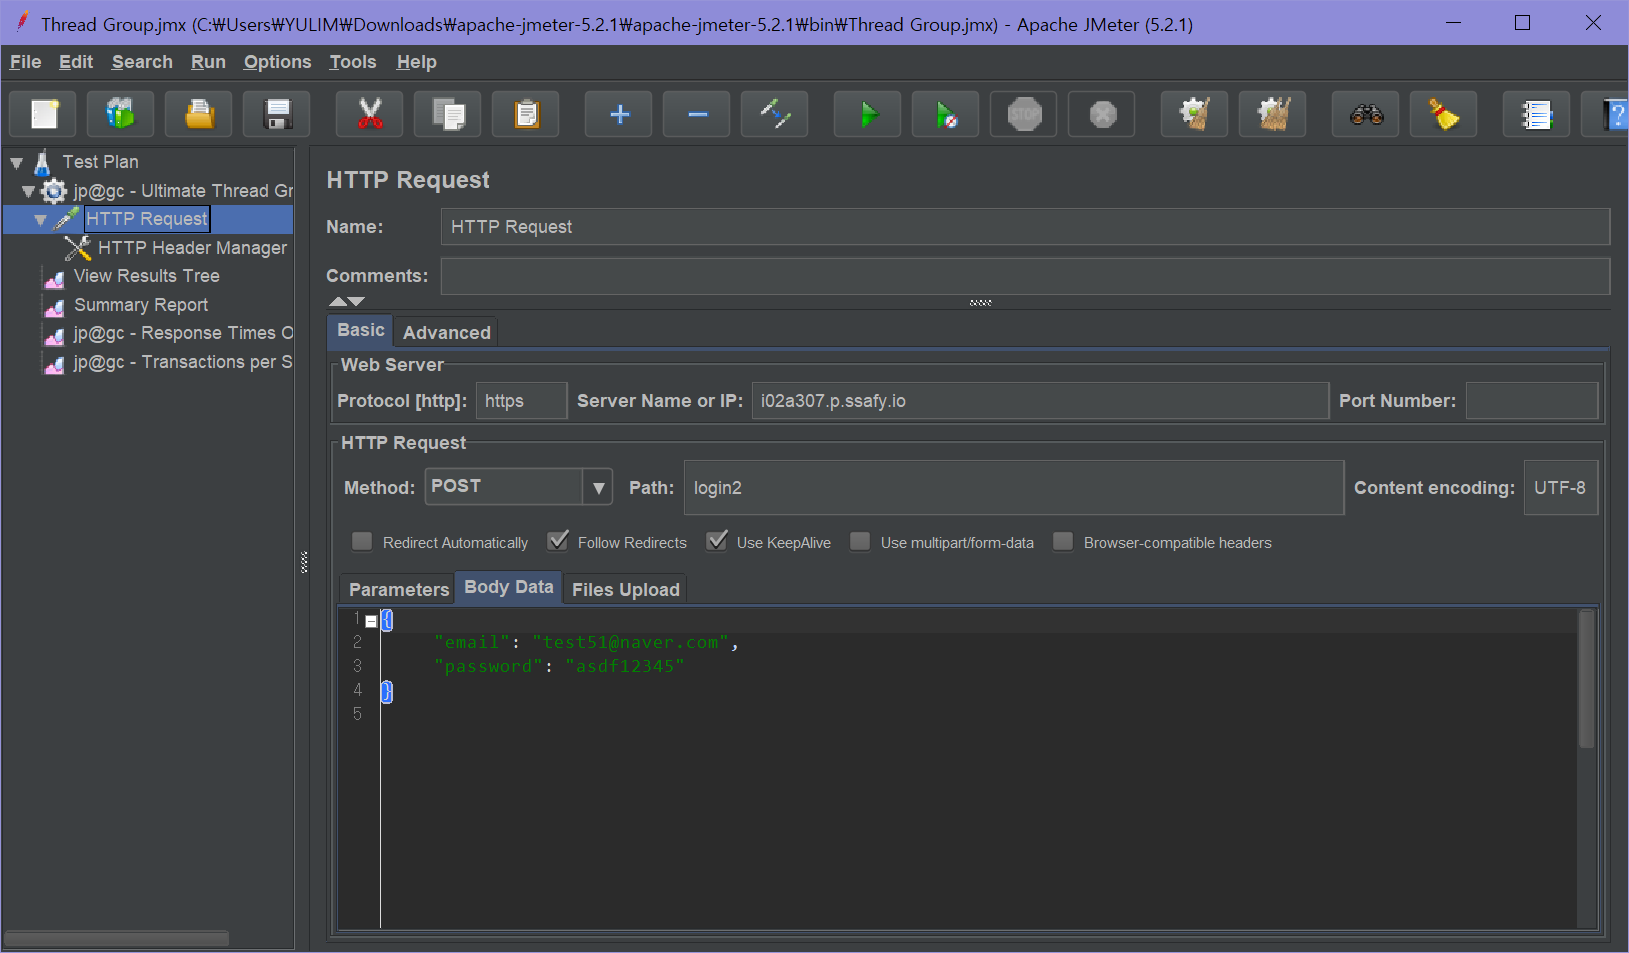 Thread Group.jmx (C:₩Users₩YULIM₩Downloads₩apache-jmeter-5.2.1₩apache-jmeter-5.2.1₩bin₩Thread Group.jmx) - Apache JMeter (5.2.1)
File Edit Search Run Options Tools Help
STOP
?
Test Plan
jp@gc - Ultimate Thread Gr
HTTP Request
HTTP Header Manager
View Results Tree
Summary Report
jp@gc - Response Times O
jp@gc - Transactions per S
HTTP Request
Name: HTTP Request
Comments:
Basic Advanced
Web Server
Protocol [http]: https Server Name or IP: i02a307.p.ssafy.io Port Number:
HTTP Request
Method: POST Path: login2 Content encoding: UTF-8
Redirect Automatically Follow Redirects Use KeepAlive Use multipart/form-data Browser-compatible headers
Parameters Body Data Files Upload
1 {
2 "email": "test51@naver.com",
3 "password": "asdf12345"
4 }
5